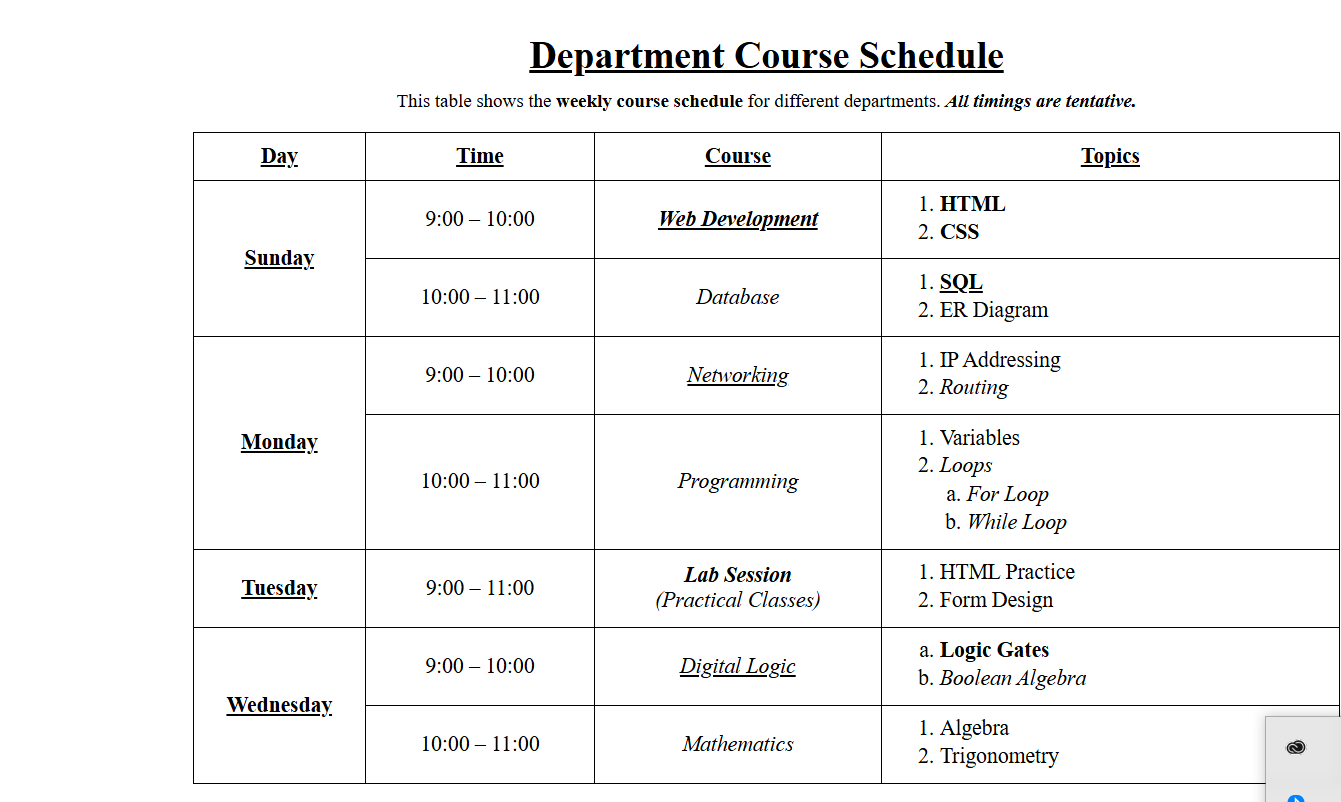 Department Course Schedule
This table shows the weekly course schedule for different departments. All timings are tentative.
Day Time Course Topics
Sunday
9:00 – 10:00 Web Development
1. HTML
2. CSS
10:00 – 11:00 Database
1. SQL
2. ER Diagram
Monday
9:00 – 10:00 Networking
1. IP Addressing
2. Routing
10:00 – 11:00 Programming
1. Variables
2. Loops
a. For Loop
b. While Loop
Tuesday
9:00 – 11:00
Lab Session
(Practical Classes)
1. HTML Practice
2. Form Design
Wednesday
9:00 – 10:00 Digital Logic
a. Logic Gates
b. Boolean Algebra
10:00 – 11:00 Mathematics
1. Algebra
2. Trigonometry